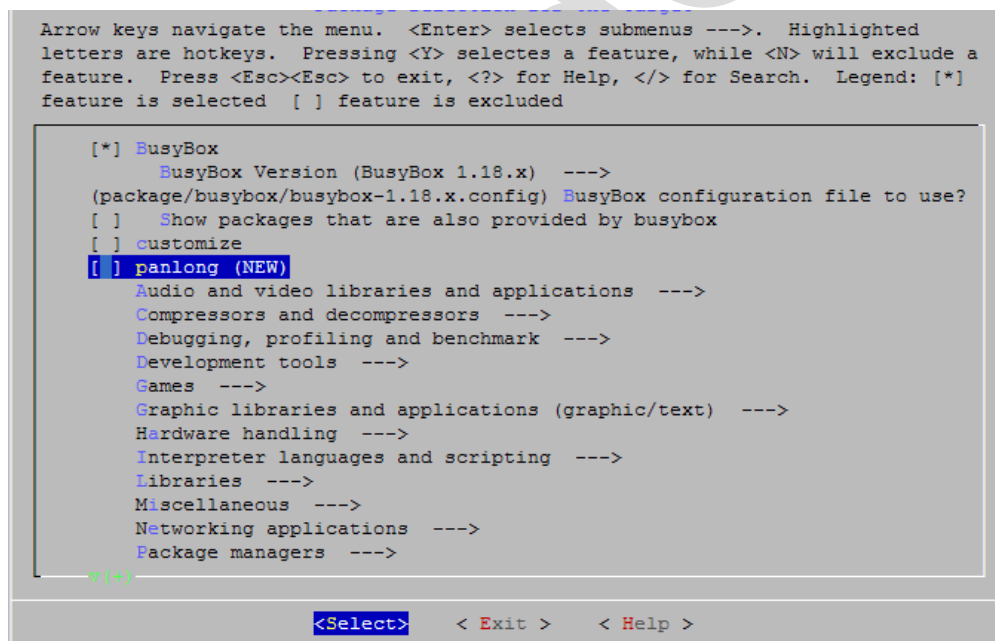 Arrow keys navigate the menu.  <Enter> selects submenus --->.  Highlighted
letters are hotkeys.  Pressing <Y> selectes a feature, while <N> will exclude a
feature.  Press <Esc><Esc> to exit, <?> for Help, </> for Search.  Legend: [*]
feature is selected  [ ] feature is excluded
[*] BusyBox
BusyBox Version (BusyBox 1.18.x)  --->
(package/busybox/busybox-1.18.x.config) BusyBox configuration file to use?
[ ]   Show packages that are also provided by busybox
[ ] customize
[ ] panlong (NEW)
Audio and video libraries and applications  --->
Compressors and decompressors  --->
Debugging, profiling and benchmark  --->
Development tools  --->
Games  --->
Graphic libraries and applications (graphic/text)  --->
Hardware handling  --->
Interpreter languages and scripting  --->
Libraries  --->
Miscellaneous  --->
Networking applications  --->
Package managers  --->
(+)
<Select>    < Exit >    < Help >